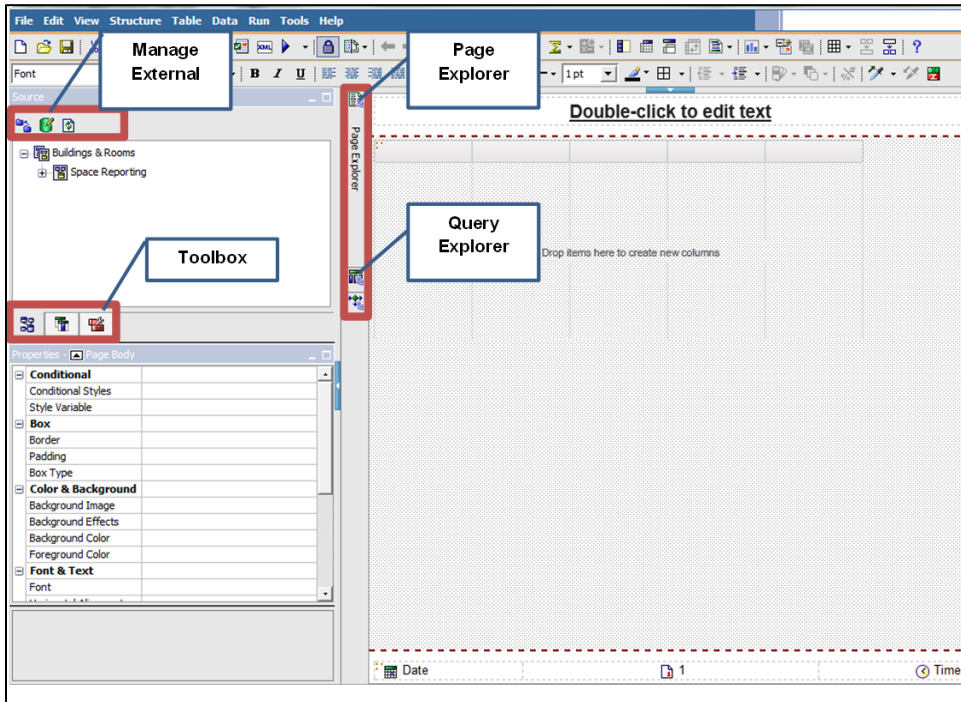 File Edit View Structure Table Data Run Tools Help
Manage
External
Page
Explorer
XML
?
Font
B I U
1pt
Source
Double-click to edit text
Page Explorer
Buildings & Rooms
Space Reporting
Query
Explorer
Toolbox
Drop items here to create new columns
Properties - Page Body
Conditional
Conditional Styles
Style Variable
Box
Border
Padding
Box Type
Color & Background
Background Image
Background Effects
Background Color
Foreground Color
Font & Text
Font
Date
1
Time